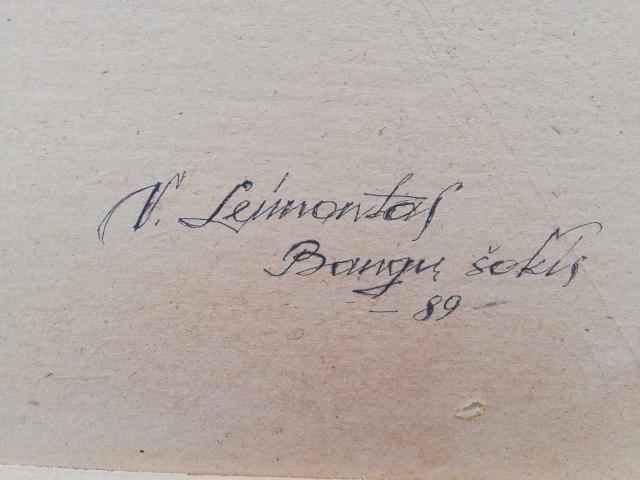 V. Leimontas
Bangų šokis
- 89 -